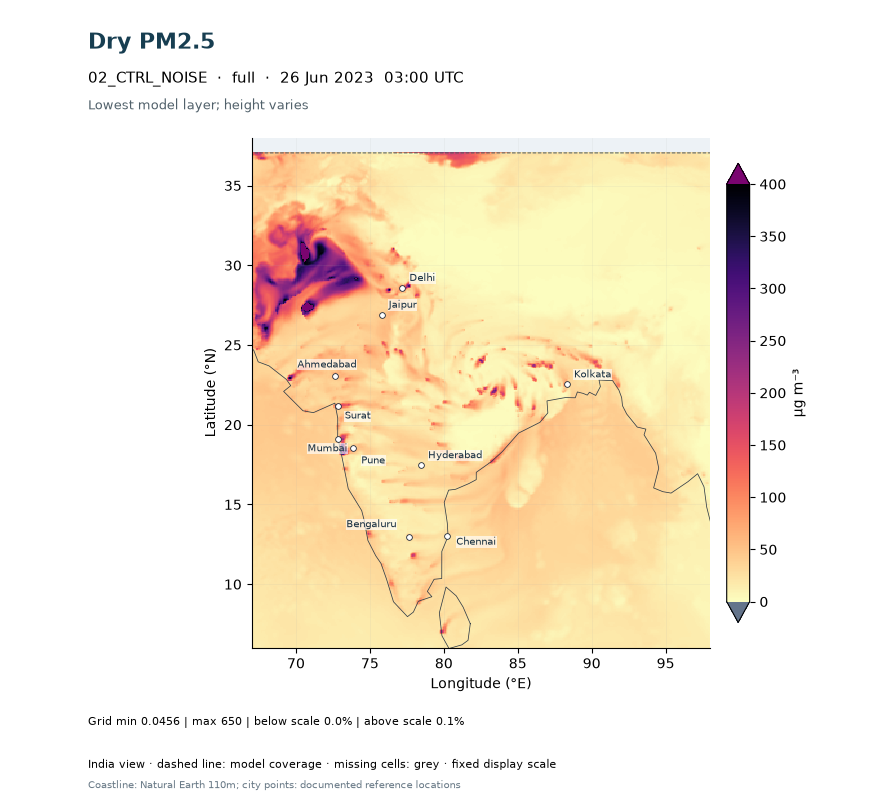 Dry PM2.5
02_CTRL_NOISE · full · 26 Jun 2023 03:00 UTC
Lowest model layer; height varies
35
30
25
20
15
10
Latitude (°N)
Delhi
Jaipur
Ahmedabad
Kolkata
Surat
Mumbai
Pune
Hyderabad
Bengaluru
Chennai
70
75
80
85
90
95
Longitude (°E)
400
350
300
250
200
150
100
50
0
µg m⁻³
Grid min 0.0456 | max 650 | below scale 0.0% | above scale 0.1%
India view · dashed line: model coverage · missing cells: grey · fixed display scale
Coastline: Natural Earth 110m; city points: documented reference locations